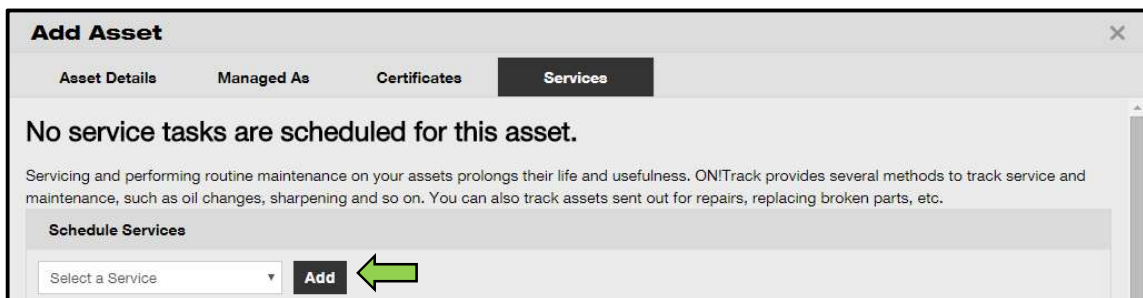 Add Asset
Asset Details Managed As Certificates Services
No service tasks are scheduled for this asset.
Servicing and performing routine maintenance on your assets prolongs their life and usefulness. ON!Track provides several methods to track service and
maintenance, such as oil changes, sharpening and so on. You can also track assets sent out for repairs, replacing broken parts, etc.
Schedule Services
Select a Service Add